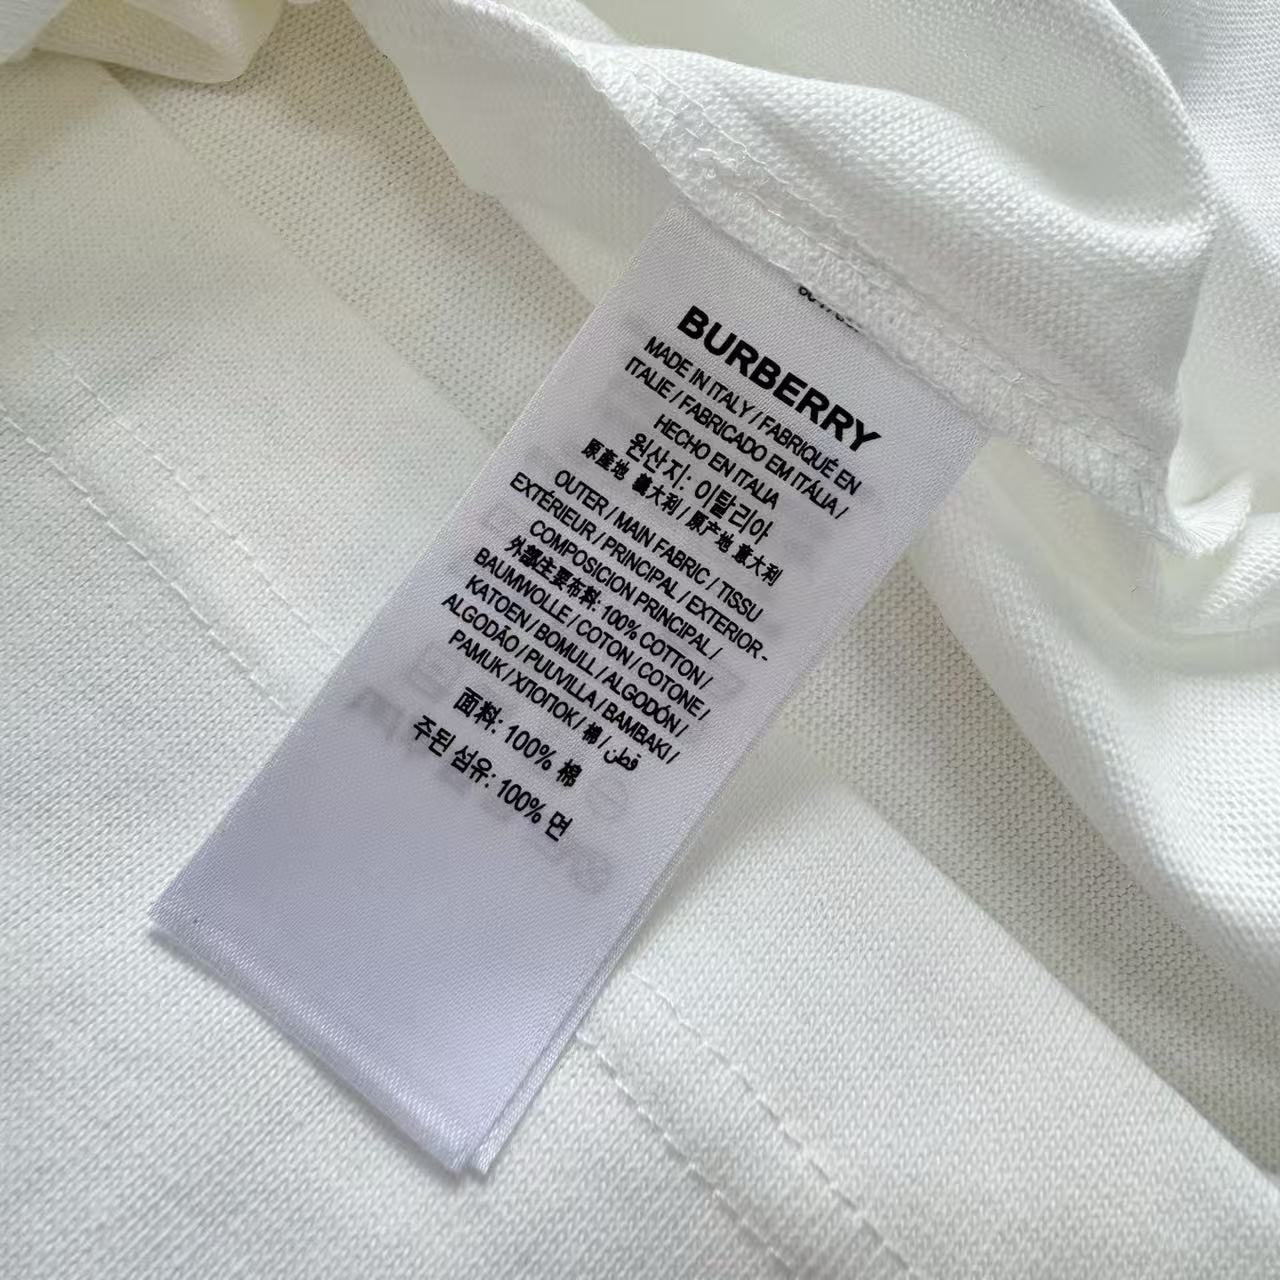 BURBERRY
MADE IN ITALY / FABRIQUÉ EN
ITALIE / FABRICADO EM ITÁLIA /
HECHO EN ITALIA
원산지: 이탈리아
原產地 義大利 / 原产地 意大利
OUTER / MAIN FABRIC / TISSU
EXTÉRIEUR / PRINCIPAL / EXTERIOR -
COMPOSICION PRINCIPAL /
外部主要布料: 100% COTTON /
BAUMWOLLE / COTON / COTONE /
KATOEN / BOMULL / ALGODÓN /
ALGODÃO / PUUVILLA / BAMBAKI /
PAMUK / ХЛОПОК / 棉 / قطن
面料: 100% 棉
주된 섬유: 100% 면